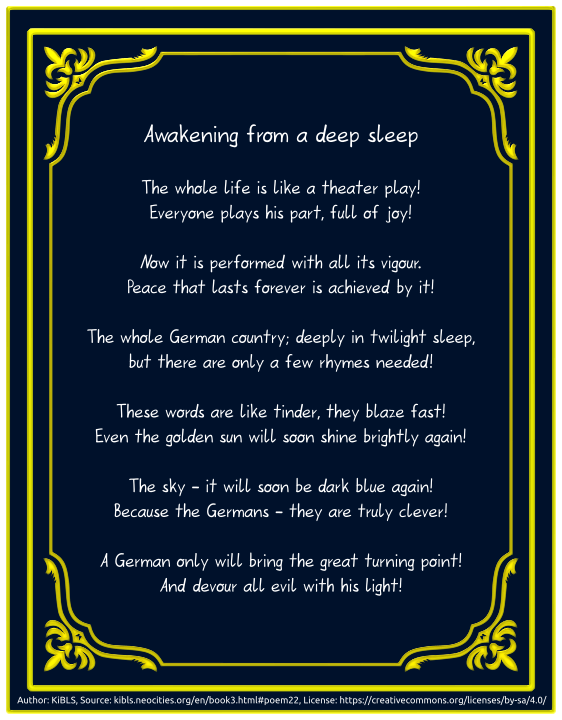 Awakening from a deep sleep
The whole life is like a theater play!
Everyone plays his part, full of joy!
Now it is performed with all its vigour.
Peace that lasts forever is achieved by it!
The whole German country; deeply in twilight sleep,
but there are only a few rhymes needed!
These words are like tinder, they blaze fast!
Even the golden sun will soon shine brightly again!
The sky – it will soon be dark blue again!
Because the Germans – they are truly clever!
A German only will bring the great turning point!
And devour all evil with his light!
Author: KiBLS, Source: kibls.neocities.org/en/book3.html#poem22, License: https://creativecommons.org/licenses/by-sa/4.0/